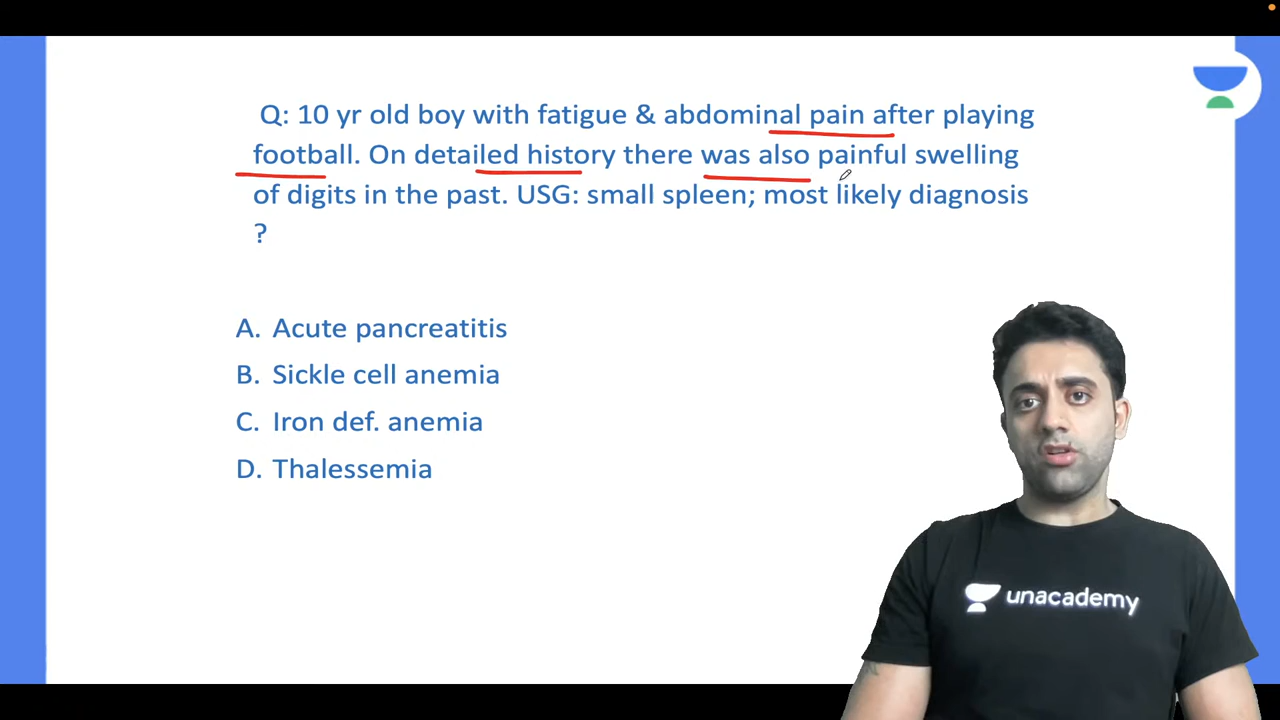 Q: 10 yr old boy with fatigue & abdominal pain after playing
football. On detailed history there was also painful swelling
of digits in the past. USG: small spleen; most likely diagnosis
?
A. Acute pancreatitis
B. Sickle cell anemia
C. Iron def. anemia
D. Thalessemia
unacademy